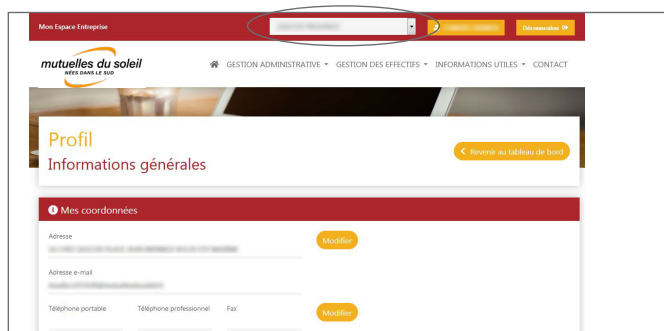 Mon Espace Entreprise
Déconnexion
mutuelles du soleil
NÉES DANS LE SUD
GESTION ADMINISTRATIVE GESTION DES EFFECTIFS INFORMATIONS UTILES CONTACT
Profil
Informations générales
Revenir au tableau de bord
Mes coordonnées
Adresse
Modifier
Adresse e-mail
Téléphone portable Téléphone professionnel Fax
Modifier